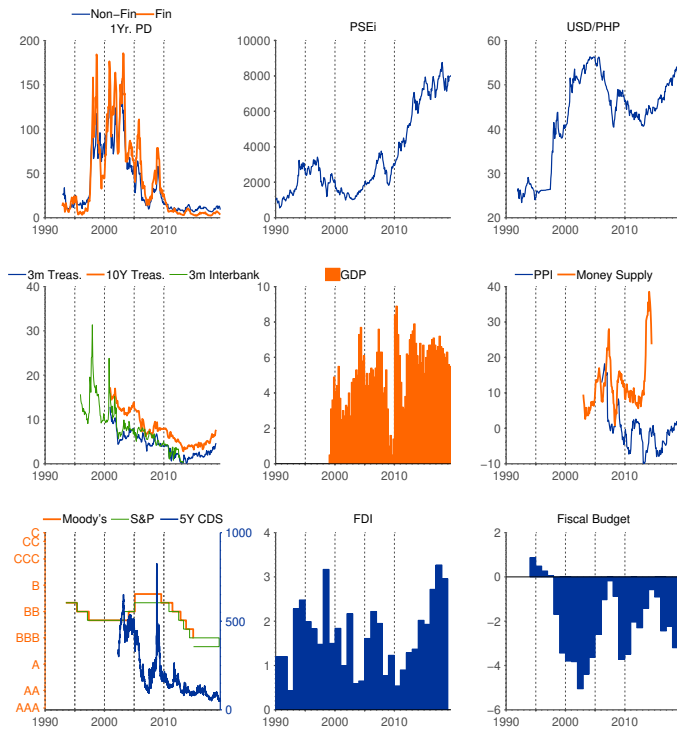 Non-Fin Fin
1Yr. PD
200
150
100
50
0
1990 2000 2010
PSEi
10000
8000
6000
4000
2000
0
1990 2000 2010
USD/PHP
60
50
40
30
20
1990 2000 2010
3m Treas. 10Y Treas. 3m Interbank
40
30
20
10
0
1990 2000 2010
GDP
10
8
6
4
2
0
1990 2000 2010
PPI Money Supply
40
30
20
10
0
-10
1990 2000 2010
Moody's S&P 5Y CDS
C
CC
CCC
B
BB
BBB
A
AA
AAA
1000
500
0
1990 2000 2010
FDI
4
3
2
1
0
1990 2000 2010
Fiscal Budget
2
0
-2
-4
-6
1990 2000 2010